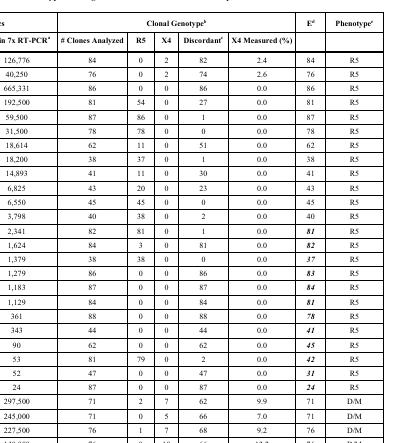 cs Clonal Genotypeᵇ Eᵈ Phenotypeᵉ
in 7x RT-PCRᵃ # Clones Analyzed R5 X4 Discordantᶜ X4 Measured (%)
126,776 84 0 2 82 2.4 84 R5
40,250 76 0 2 74 2.6 76 R5
665,331 86 0 0 86 0.0 86 R5
192,500 81 54 0 27 0.0 81 R5
59,500 87 86 0 1 0.0 87 R5
31,500 78 78 0 0 0.0 78 R5
18,614 62 11 0 51 0.0 62 R5
18,200 38 37 0 1 0.0 38 R5
14,893 41 11 0 30 0.0 41 R5
6,825 43 20 0 23 0.0 43 R5
6,550 45 45 0 0 0.0 45 R5
3,798 40 38 0 2 0.0 40 R5
2,341 82 81 0 1 0.0 81 R5
1,624 84 3 0 81 0.0 82 R5
1,379 38 38 0 0 0.0 37 R5
1,279 86 0 0 86 0.0 83 R5
1,183 87 0 0 87 0.0 84 R5
1,129 84 0 0 84 0.0 81 R5
361 88 0 0 88 0.0 78 R5
343 44 0 0 44 0.0 41 R5
90 62 0 0 62 0.0 45 R5
53 81 79 0 2 0.0 42 R5
52 47 0 0 47 0.0 31 R5
24 87 0 0 87 0.0 24 R5
297,500 71 2 7 62 9.9 71 D/M
245,000 71 0 5 66 7.0 71 D/M
227,500 76 1 7 68 9.2 76 D/M